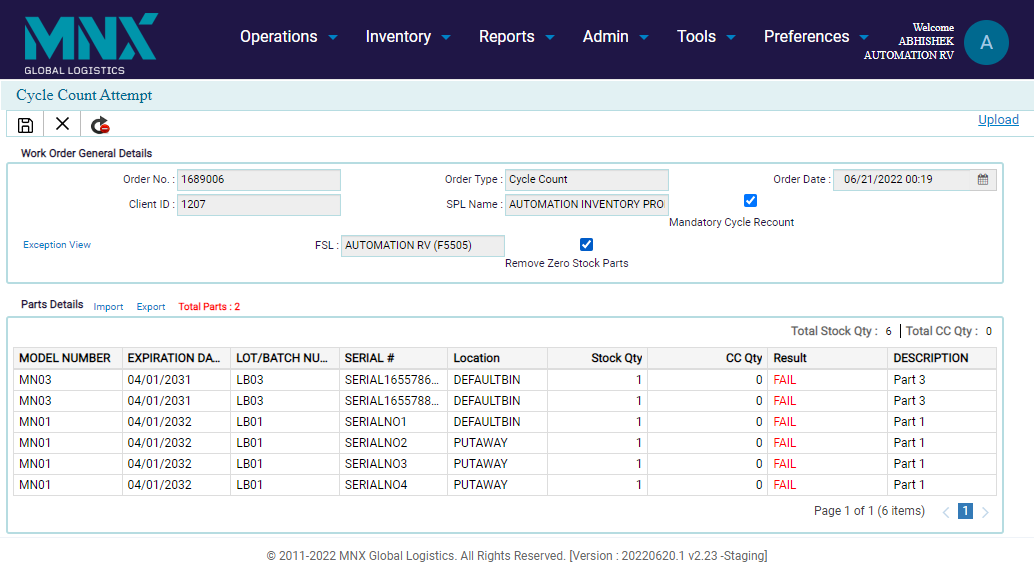 MNX
GLOBAL LOGISTICS
Operations Inventory Reports Admin Tools Preferences
Welcome
ABHISHEK
AUTOMATION RV
A
Cycle Count Attempt
Upload
Work Order General Details
Order No. : 1689006 Order Type : Cycle Count Order Date : 06/21/2022 00:19
Client ID : 1207 SPL Name : AUTOMATION INVENTORY PRO
Mandatory Cycle Recount
Exception View FSL : AUTOMATION RV (F5505)
Remove Zero Stock Parts
Parts Details Import Export Total Parts : 2
Total Stock Qty : 6 Total CC Qty : 0
MODEL NUMBER EXPIRATION DA... LOT/BATCH NU... SERIAL # Location Stock Qty CC Qty Result DESCRIPTION
MN03 04/01/2031 LB03 SERIAL1655786... DEFAULTBIN 1 0 FAIL Part 3
MN03 04/01/2031 LB03 SERIAL1655788... DEFAULTBIN 1 0 FAIL Part 3
MN01 04/01/2032 LB01 SERIALNO1 DEFAULTBIN 1 0 FAIL Part 1
MN01 04/01/2032 LB01 SERIALNO2 PUTAWAY 1 0 FAIL Part 1
MN01 04/01/2032 LB01 SERIALNO3 PUTAWAY 1 0 FAIL Part 1
MN01 04/01/2032 LB01 SERIALNO4 PUTAWAY 1 0 FAIL Part 1
Page 1 of 1 (6 items) 1
© 2011-2022 MNX Global Logistics. All Rights Reserved. [Version : 20220620.1 v2.23 -Staging]